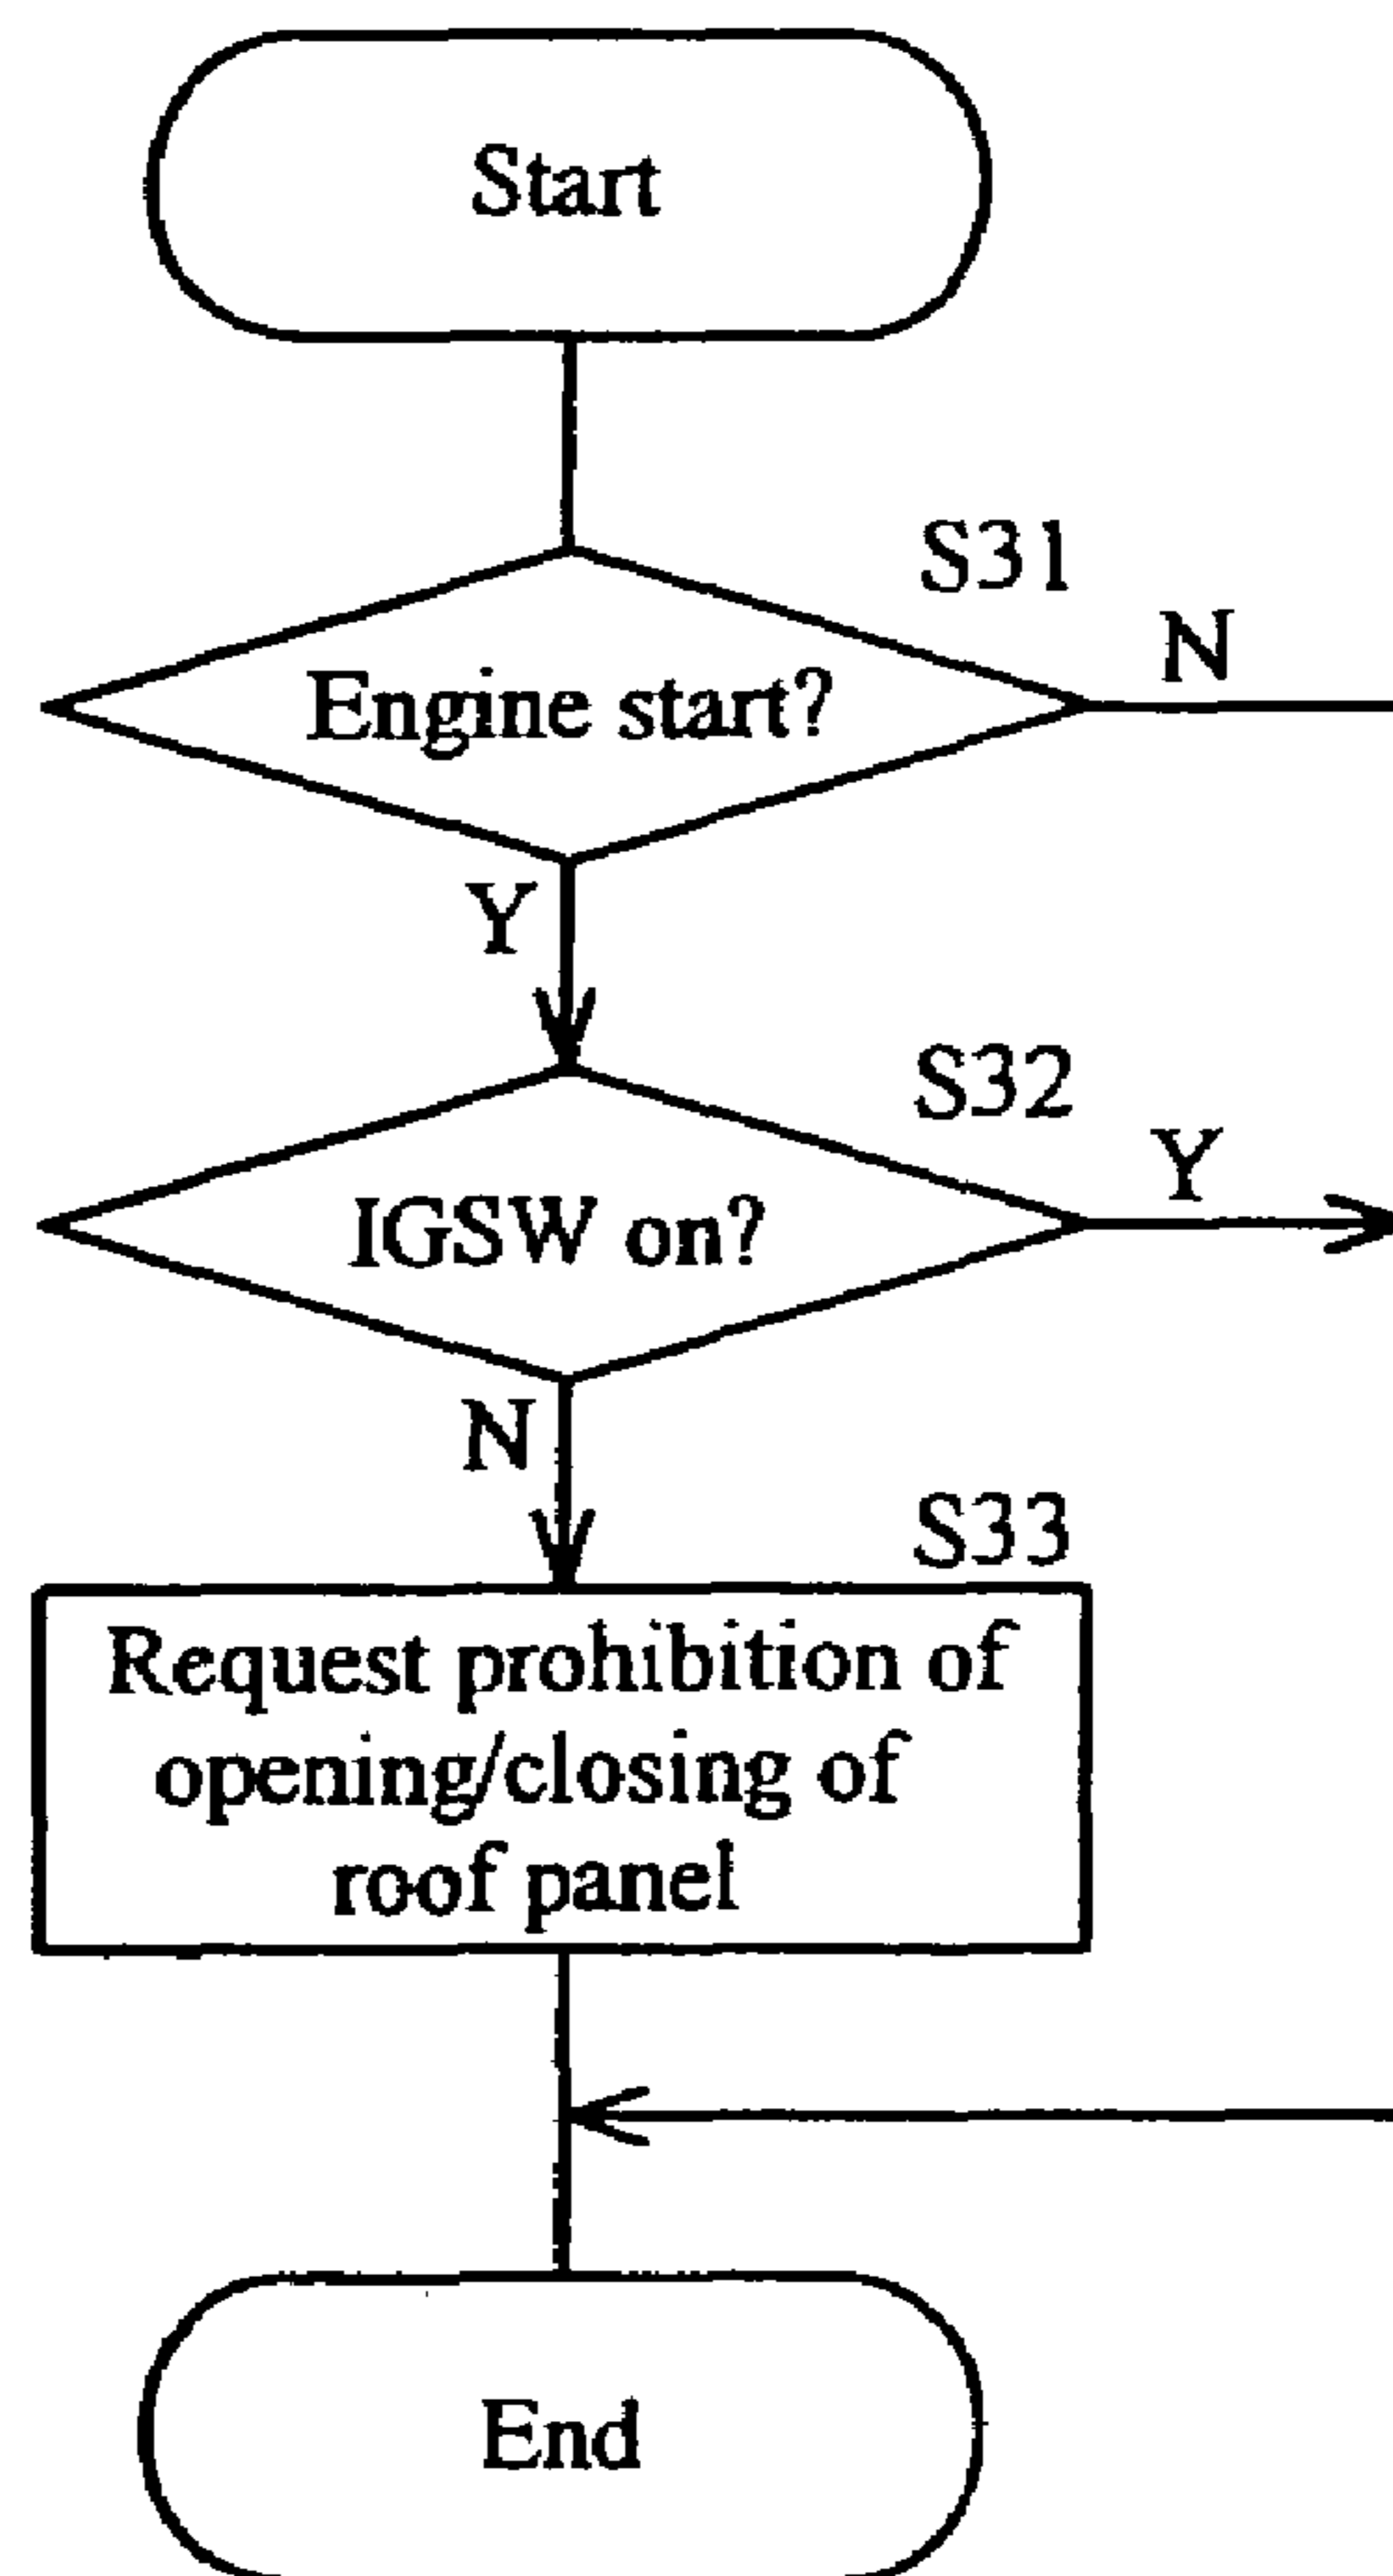 Start
S31
N
Engine start?
Y
S32
Y
IGSW on?
N
S33
Request prohibition of
opening/closing of
roof panel
End